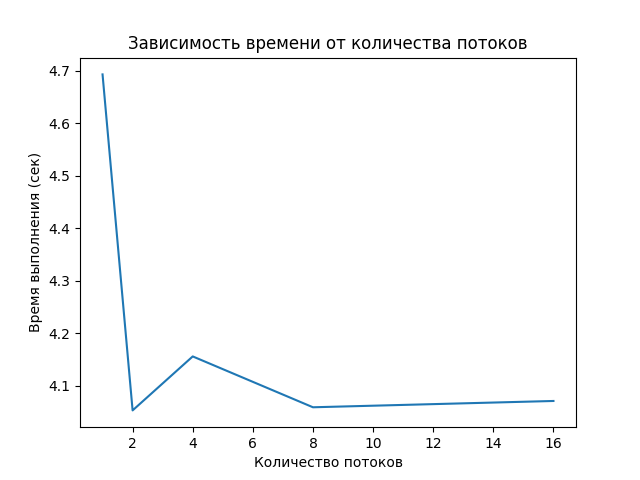 Зависимость времени от количества потоков
4.7
4.6
4.5
4.4
4.3
4.2
4.1
Время выполнения (сек)
2 4 6 8 10 12 14 16
Количество потоков